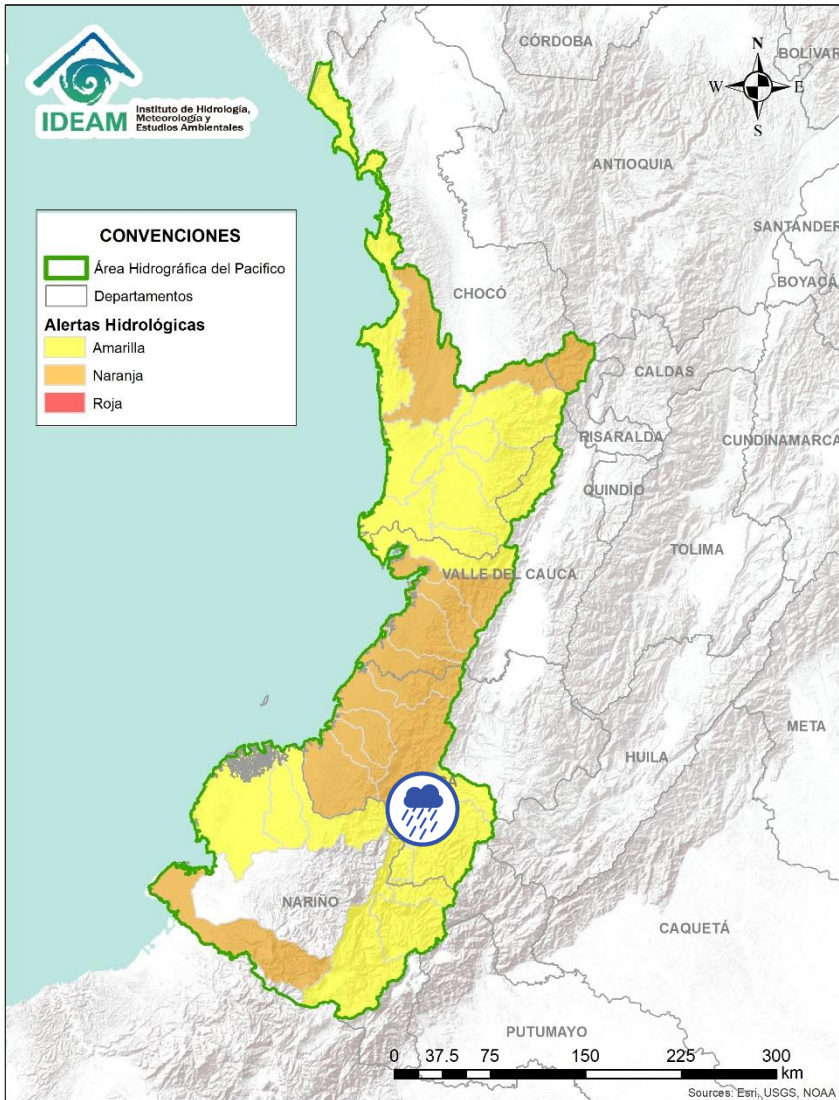 IDEAM
Instituto de Hidrología,
Meteorología y
Estudios Ambientales
CÓRDOBA
BOLÍVAR
N
W
E
S
ANTIOQUIA
SANTANDER
BOYACÁ
CONVENCIONES
Área Hidrográfica del Pacifico
Departamentos
Alertas Hidrológicas
Amarilla
Naranja
Roja
CHOCÓ
CALDAS
RISARALDA
CUNDINAMARCA
QUINDÍO
TOLIMA
VALLE DEL CAUCA
META
HUILA
NARIÑO
CAQUETÁ
PUTUMAYO
0 37.5 75 150 225 300
km
Sources: Esri, USGS, NOAA